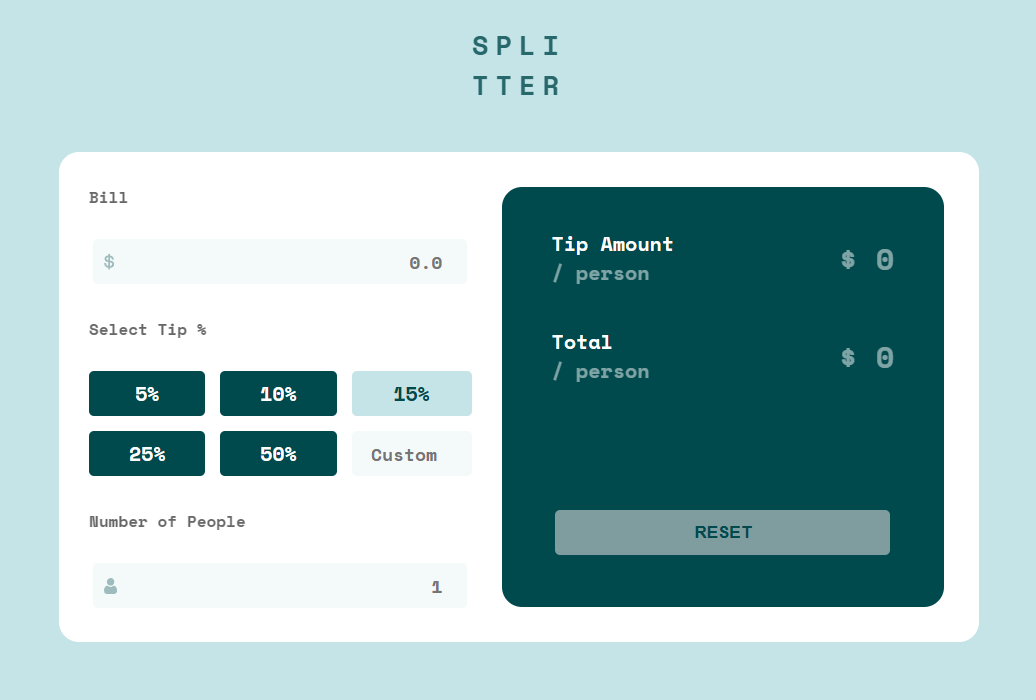 SPLI
TTER
Bill
$ 0.0
Select Tip %
5% 10% 15%
25% 50% Custom
Number of People
1
Tip Amount
/ person
$ 0
Total
/ person
$ 0
RESET